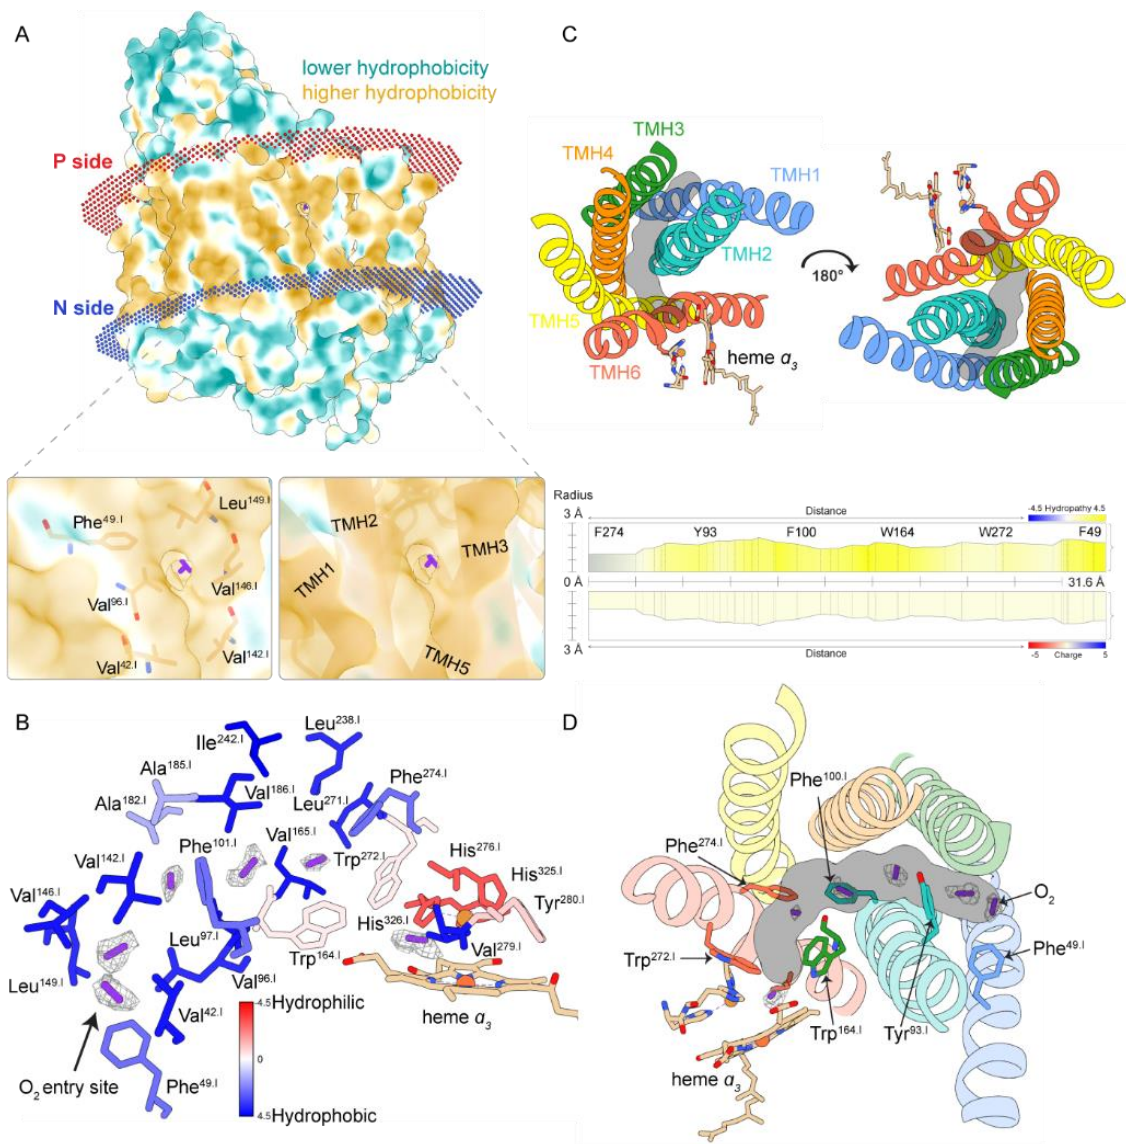 A
lower hydrophobicity
higher hydrophobicity
P side
N side
Phe49.I
Leu149.I
Val96.I
Val146.I
Val42.I
Val142.I
TMH2
TMH3
TMH1
TMH5
C
TMH3
TMH4
TMH1
TMH2
TMH5
TMH6
heme a3
180°
Radius
3 Å
Distance
-4.5 Hydropathy 4.5
F274 Y93 F100 W164 W272 F49
0 Å
31.6 Å
3 Å
Distance
-5 Charge 5
B
Leu238.I
Ile242.I
Ala185.I
Phe274.I
Ala182.I
Val186.I
Leu271.I
Val165.I
Phe101.I
Val142.I
Trp272.I
His276.I
Val146.I
His325.I
Tyr280.I
His326.I
Leu97.I
Val279.I
Leu149.I
Trp164.I
Val96.I
Val42.I
4.5 Hydrophilic
0
4.5 Hydrophobic
heme a3
O2 entry site
Phe49.I
D
Phe100.I
Phe274.I
O2
Trp272.I
Phe49.I
Trp164.I
Tyr93.I
heme a3